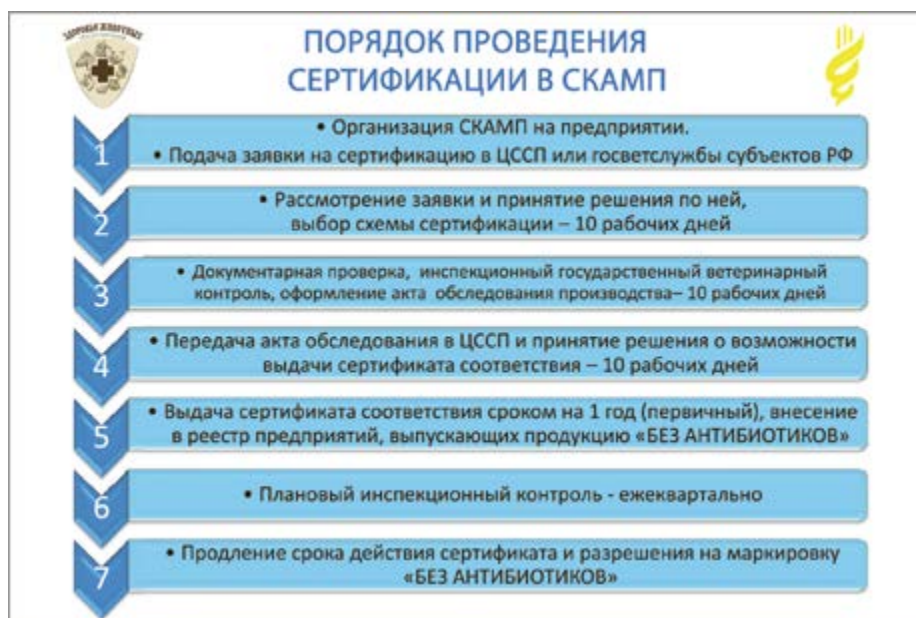 ЗДОРОВЬЕ ЖИВОТНЫХ
ПОРЯДОК ПРОВЕДЕНИЯ
СЕРТИФИКАЦИИ В СКАМП
1
• Организация СКАМП на предприятии.
• Подача заявки на сертификацию в ЦССП или госветслужбы субъектов РФ
2
• Рассмотрение заявки и принятие решения по ней,
выбор схемы сертификации – 10 рабочих дней
3
• Документарная проверка, инспекционный государственный ветеринарный
контроль, оформление акта обследования производства– 10 рабочих дней
4
• Передача акта обследования в ЦССП и принятие решения о возможности
выдачи сертификата соответствия – 10 рабочих дней
5
• Выдача сертификата соответствия сроком на 1 год (первичный), внесение
в реестр предприятий, выпускающих продукцию «БЕЗ АНТИБИОТИКОВ»
6
• Плановый инспекционный контроль - ежеквартально
7
• Продление срока действия сертификата и разрешения на маркировку
«БЕЗ АНТИБИОТИКОВ»